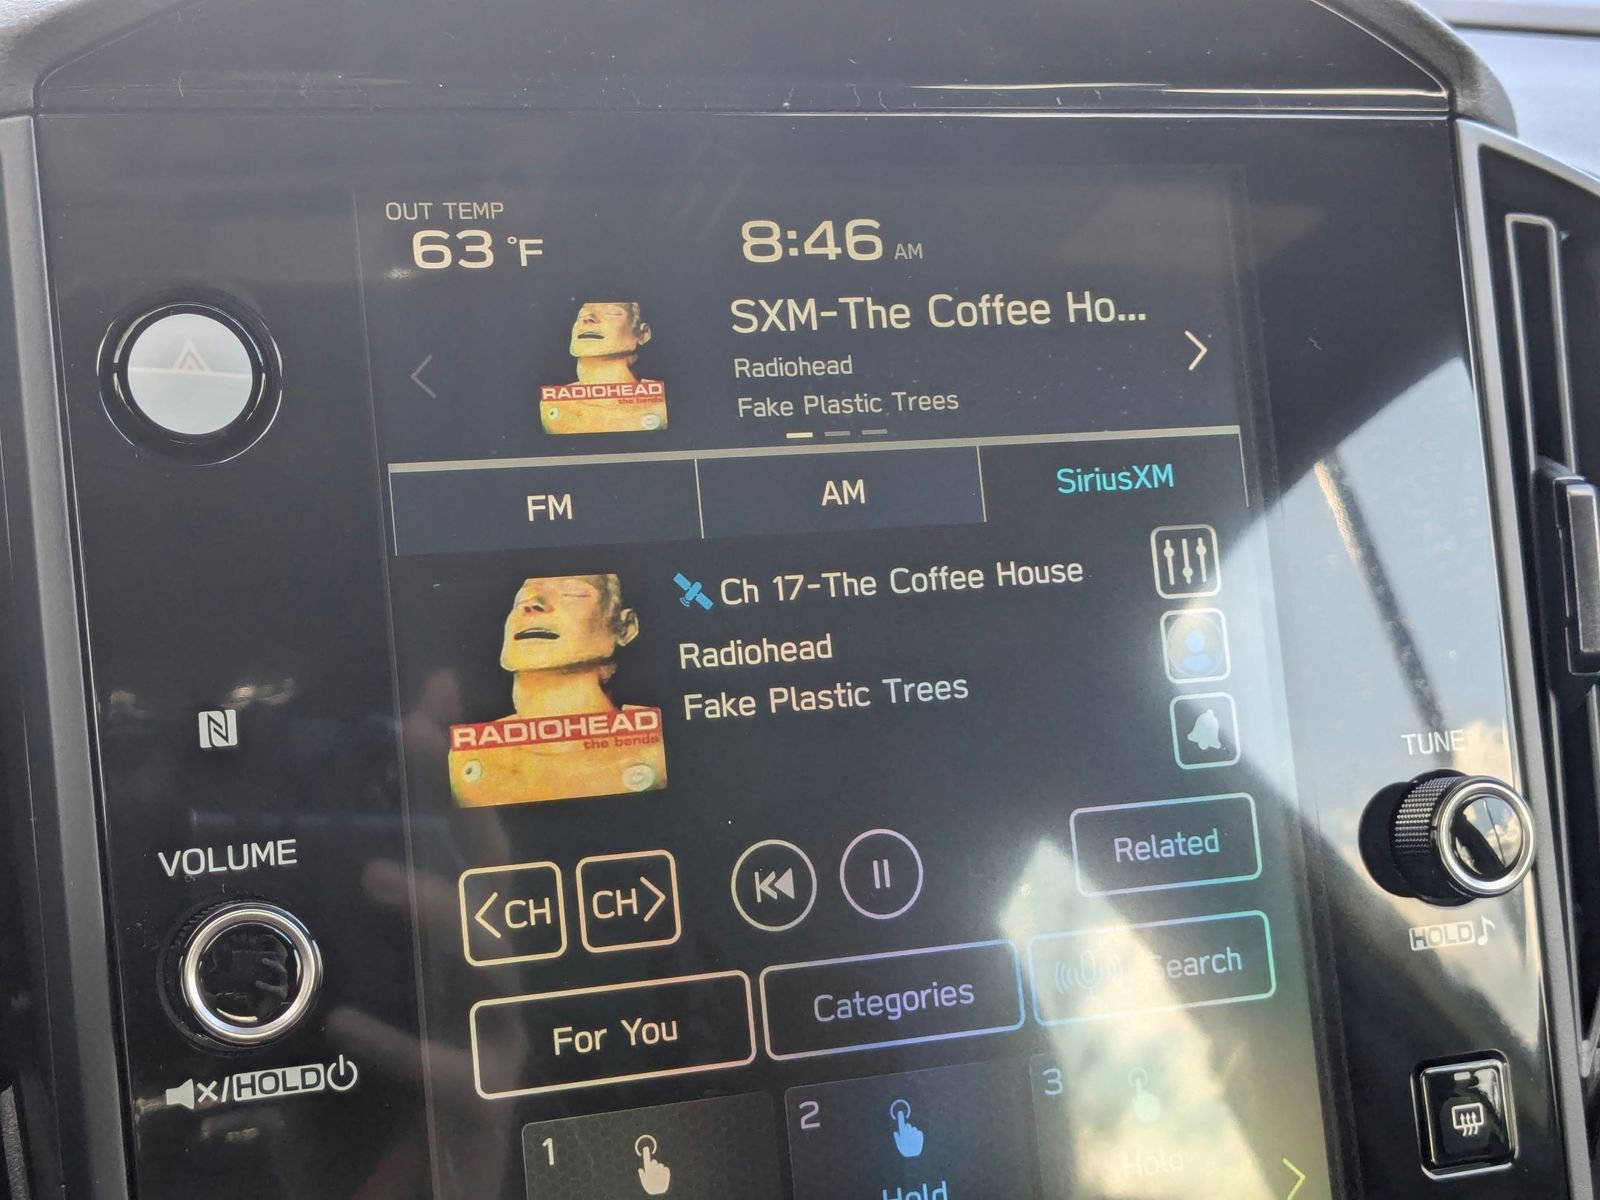 OUT TEMP
63 °F
8:46 AM
SXM-The Coffee Ho...
Radiohead
Fake Plastic Trees
RADIOHEAD
the bends
FM
AM
SiriusXM
Ch 17-The Coffee House
Radiohead
Fake Plastic Trees
RADIOHEAD
the bends
TUNE
HOLD
VOLUME
HOLD
<CH
CH>
Related
For You
Categories
Search
1
2
3
Hold
Hold